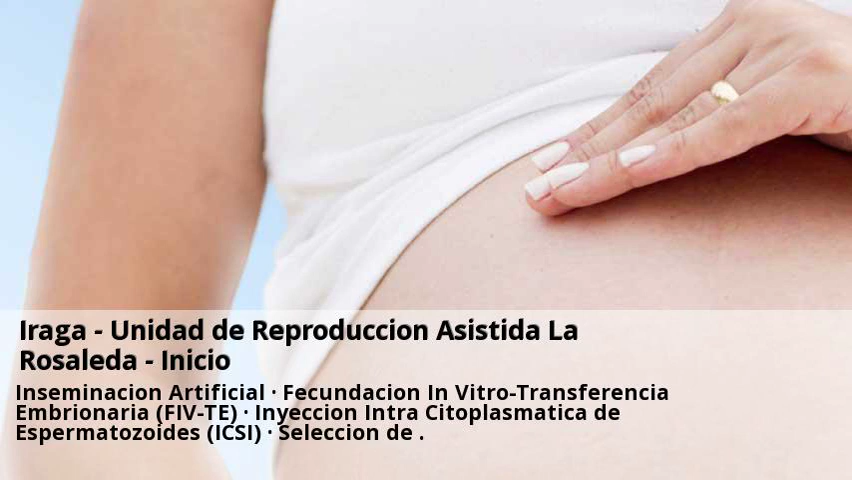 Iraga - Unidad de Reproduccion Asistida La
Rosaleda - Inicio
Inseminacion Artificial · Fecundacion In Vitro-Transferencia
Embrionaria (FIV-TE) · Inyeccion Intra Citoplasmatica de
Espermatozoides (ICSI) · Seleccion de .